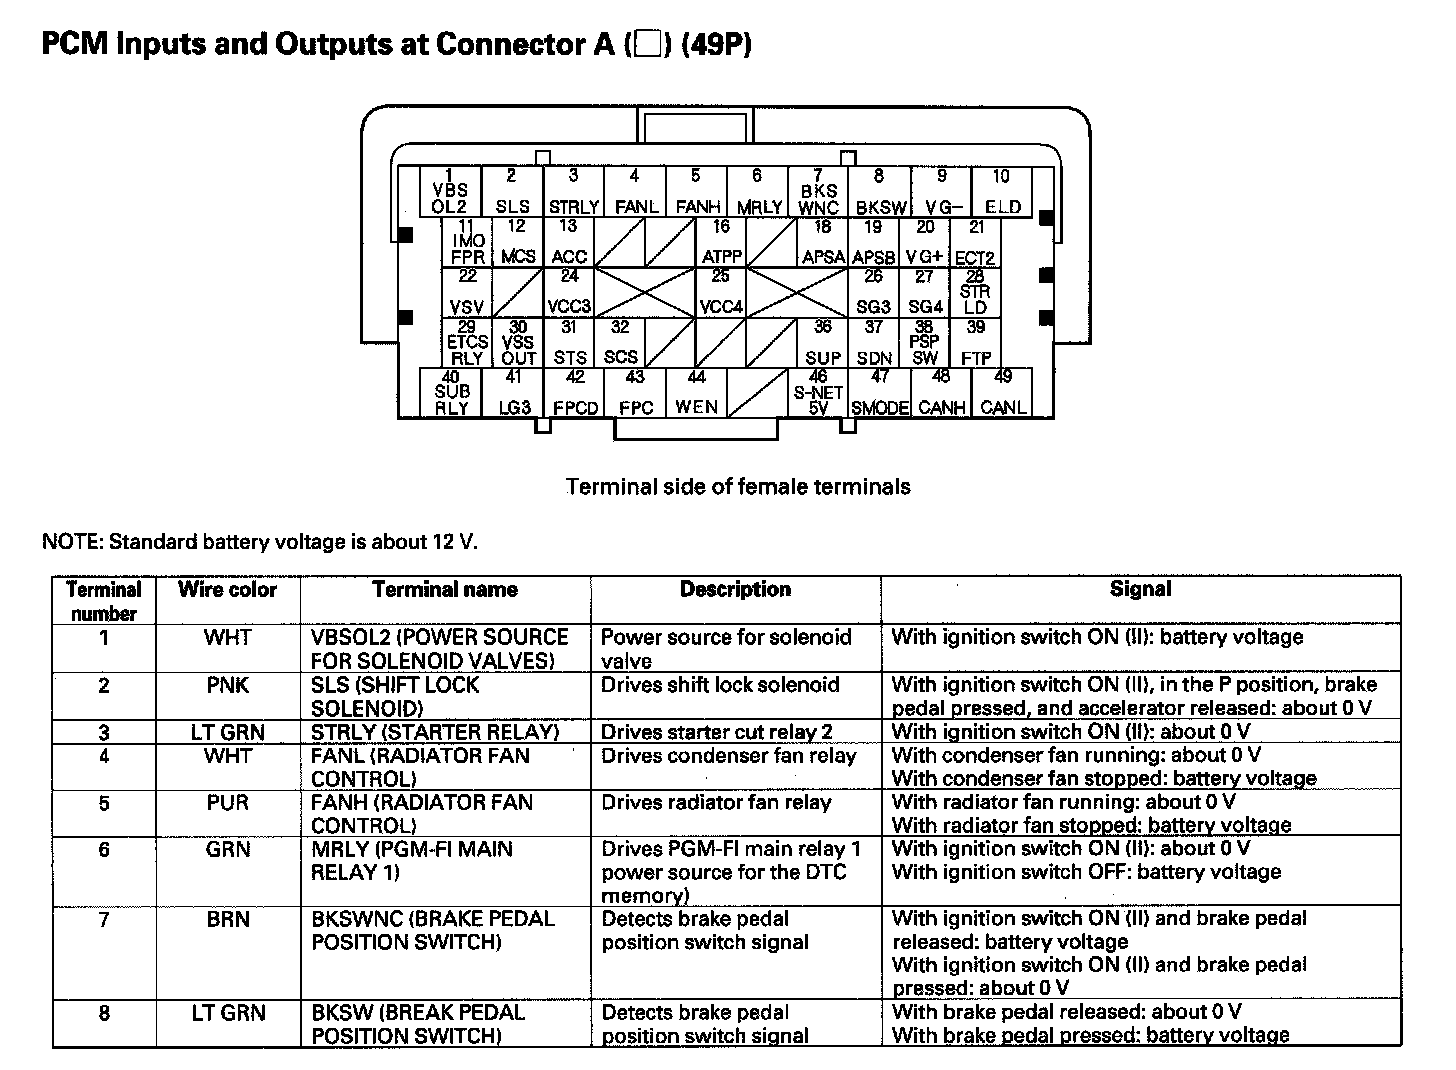 PCM Inputs and Outputs at Connector A (□) (49P)
1 2 3 4 5 6 7 8 9 10
VBS OL2 SLS STRLY FANL FANH MRLY BKS WNC BKSW VG− ELD
11 12 13 16 18 19 20 21
IMO FPR MCS ACC ATPP APSA APSB VG+ ECT2
22 24 25 26 27 28
VSV VCC3 VCC4 SG3 SG4 STR LD
29 30 31 32 36 37 38 39
ETCS RLY VSS OUT STS SCS SUP SDN PSP SW FTP
40 41 42 43 44 46 47 48 49
SUB RLY LG3 FPCD FPC WEN S-NET 5V SMODE CANH CANL
Terminal side of female terminals
NOTE: Standard battery voltage is about 12 V.
Terminal number Wire color Terminal name Description Signal
1 WHT VBSOL2 (POWER SOURCE FOR SOLENOID VALVES) Power source for solenoid valve With ignition switch ON (II): battery voltage
2 PNK SLS (SHIFT LOCK SOLENOID) Drives shift lock solenoid With ignition switch ON (II), in the P position, brake pedal pressed, and accelerator released: about 0 V
3 LT GRN STRLY (STARTER RELAY) Drives starter cut relay 2 With ignition switch ON (II): about 0 V
4 WHT FANL (RADIATOR FAN CONTROL) Drives condenser fan relay With condenser fan running: about 0 V
With condenser fan stopped: battery voltage
5 PUR FANH (RADIATOR FAN CONTROL) Drives radiator fan relay With radiator fan running: about 0 V
With radiator fan stopped: battery voltage
6 GRN MRLY (PGM-FI MAIN RELAY 1) Drives PGM-FI main relay 1 power source for the DTC memory) With ignition switch ON (II): about 0 V
With ignition switch OFF: battery voltage
7 BRN BKSWNC (BRAKE PEDAL POSITION SWITCH) Detects brake pedal position switch signal With ignition switch ON (II) and brake pedal released: battery voltage
With ignition switch ON (II) and brake pedal pressed: about 0 V
8 LT GRN BKSW (BREAK PEDAL POSITION SWITCH) Detects brake pedal position switch signal With brake pedal released: about 0 V
With brake pedal pressed: battery voltage